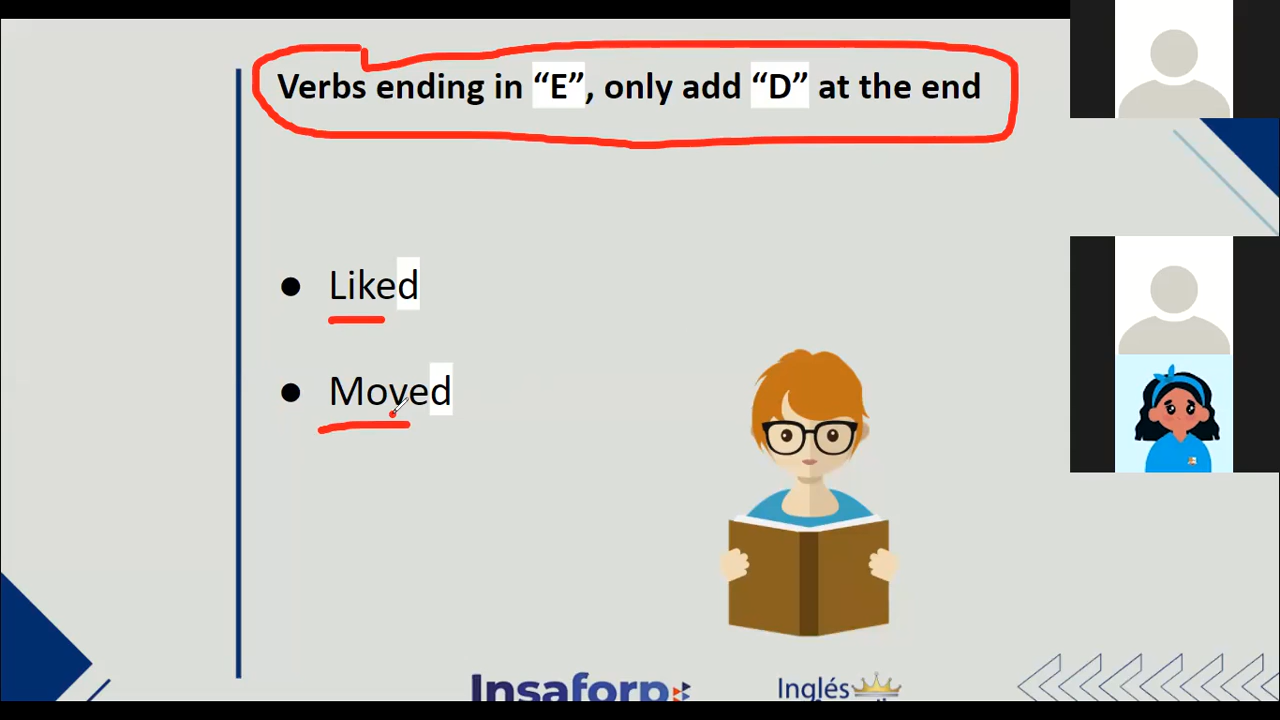 Verbs ending in “E”, only add “D” at the end
● Liked
● Moved
Insaforp
Inglés